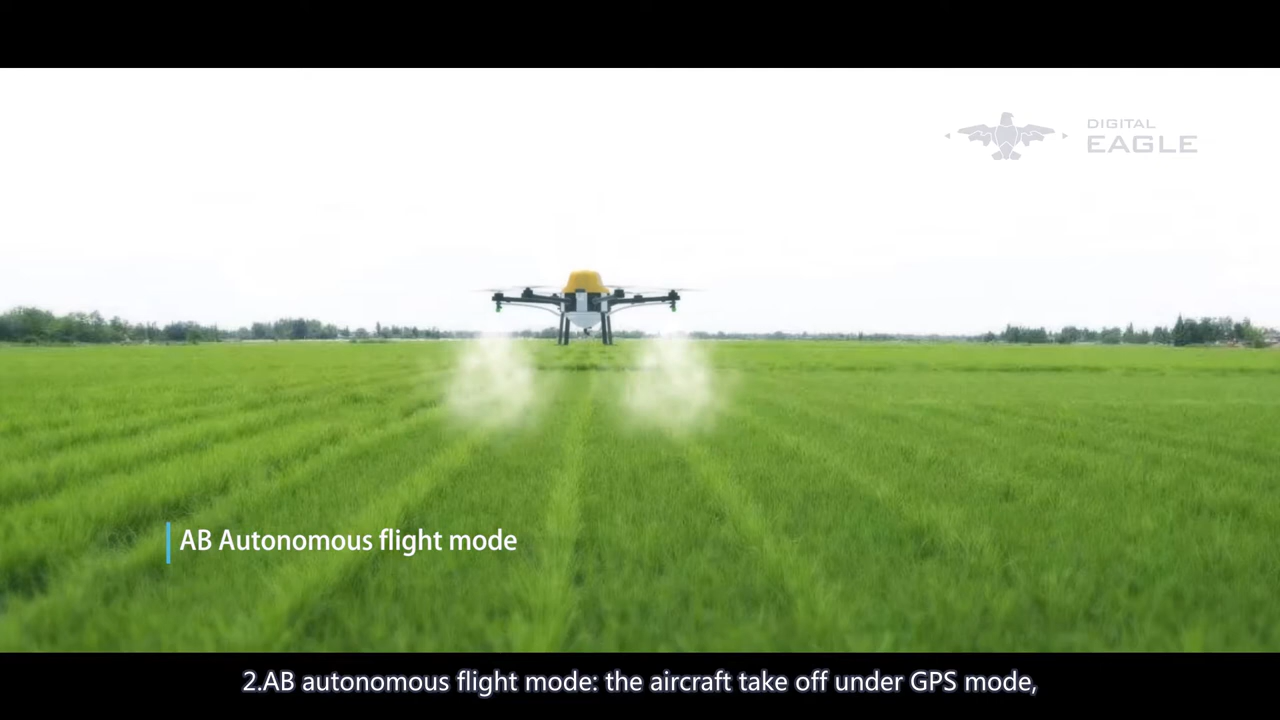 DIGITAL
EAGLE
AB Autonomous flight mode
2.AB autonomous flight mode: the aircraft take off under GPS mode,